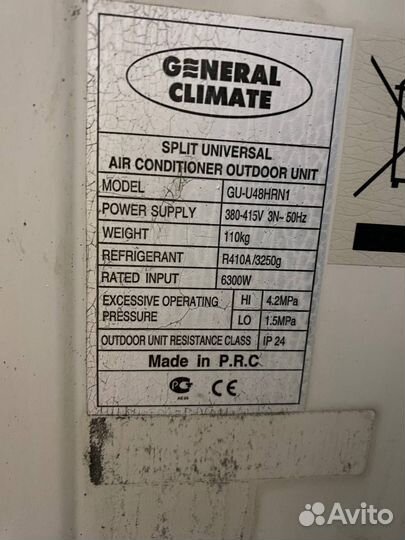 GENERAL
CLIMATE
SPLIT UNIVERSAL
AIR CONDITIONER OUTDOOR UNIT
MODEL GU-U48HRN1
POWER SUPPLY 380-415V 3N~ 50Hz
WEIGHT 110kg
REFRIGERANT R410A/3250g
RATED INPUT 6300W
EXCESSIVE OPERATING PRESSURE HI 4.2MPa
LO 1.5MPa
OUTDOOR UNIT RESISTANCE CLASS IP 24
Made in P.R.C
CE
Avito